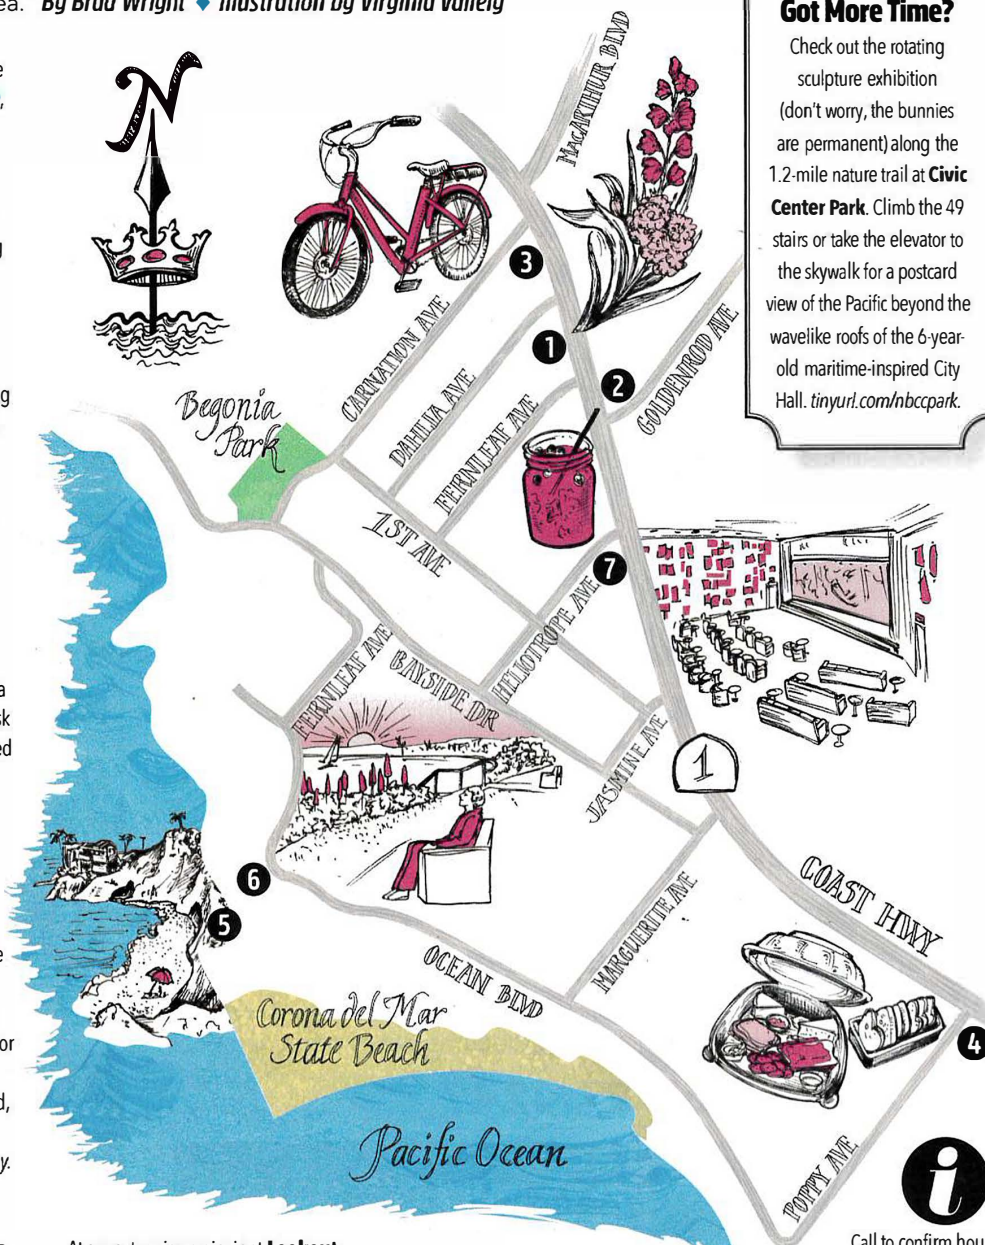 ea. By Brad Wright ◆ Illustration by Virginia Vallely
Got More Time?
Check out the rotating
sculpture exhibition
(don't worry, the bunnies
are permanent) along the
1.2-mile nature trail at Civic
Center Park. Climb the 49
stairs or take the elevator to
the skywalk for a postcard
view of the Pacific beyond the
wavelike roofs of the 6-year-
old maritime-inspired City
Hall. tinyurl.com/nbccpark.
N
MACARTHUR BLVD
3
CARNATION AVE
1
DAHLIA AVE
2
GOLDENROD AVE
FERNLEAF AVE
Begonia
Park
1ST AVE
7
HELIOTROPE AVE
FERNLEAF AVE
BAYSIDE DR
JASMINE AVE
1
COAST HWY
6
5
MARGUERITE AVE
OCEAN BLVD
4
Corona del Mar
State Beach
Pacific Ocean
POPPY AVE
i
e
,
g
g
a
sk
ed
e
or
d,
y.
Call to confirm hou